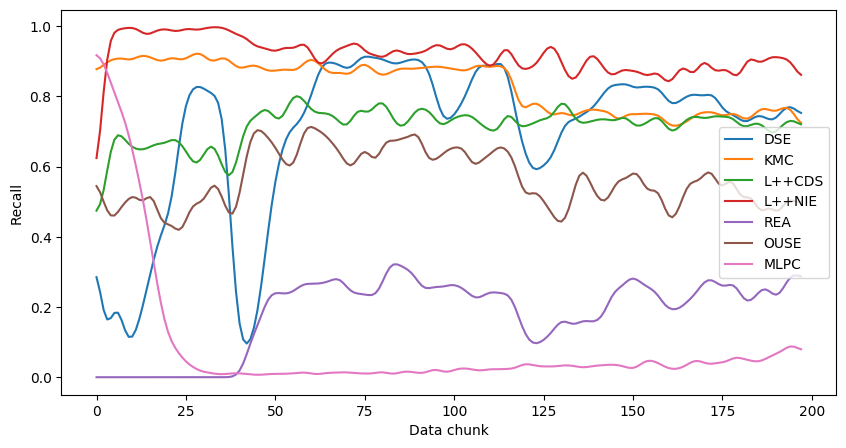 1.0
0.8
0.6
0.4
0.2
0.0
Recall
0
25
50
75
100
125
150
175
200
Data chunk
DSE
KMC
L++CDS
L++NIE
REA
OUSE
MLPC